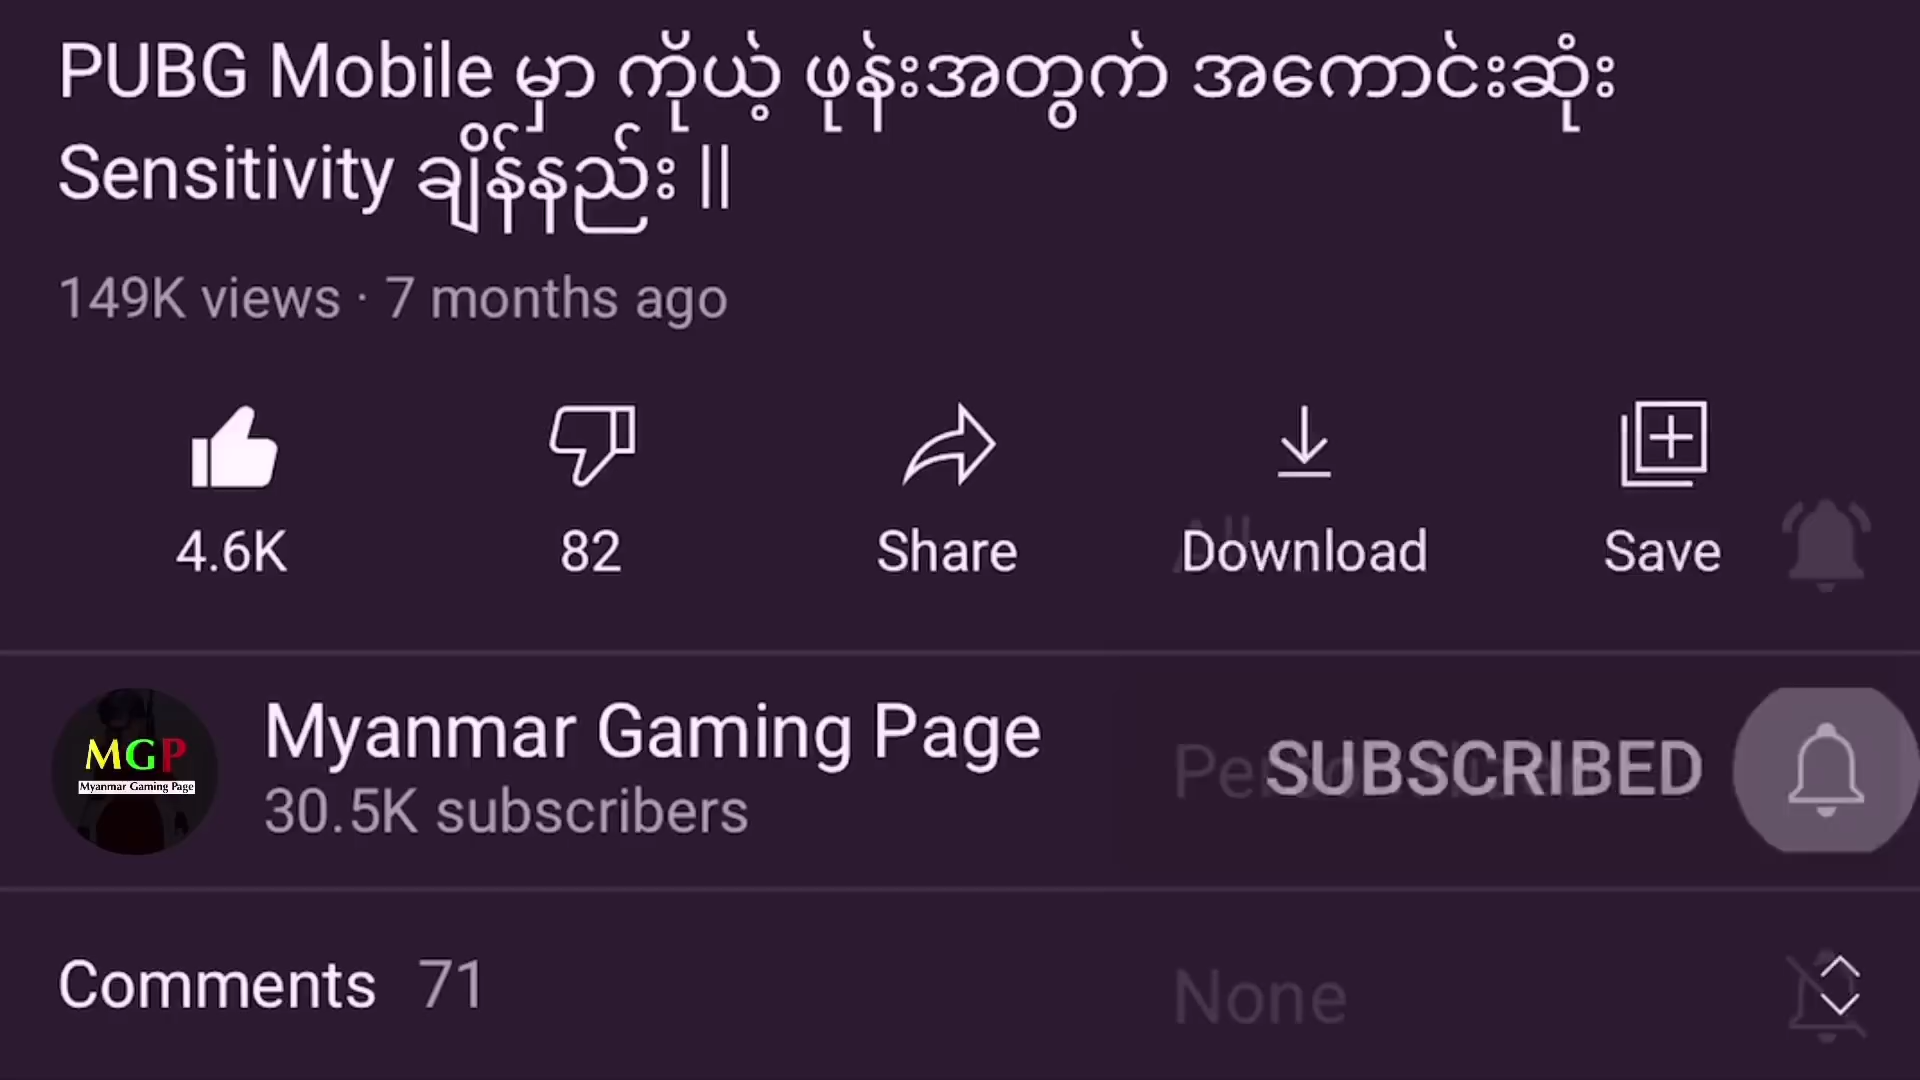 PUBG Mobile မှာ ကိုယ့် ဖုန်းအတွက် အကောင်းဆုံး
Sensitivity ချိန်နည်း ||
149K views · 7 months ago
4.6K
82
Share
All
Download
Save
MGP
Myanmar Gaming Page
Myanmar Gaming Page
30.5K subscribers
SUBSCRIBED
Comments 71
None